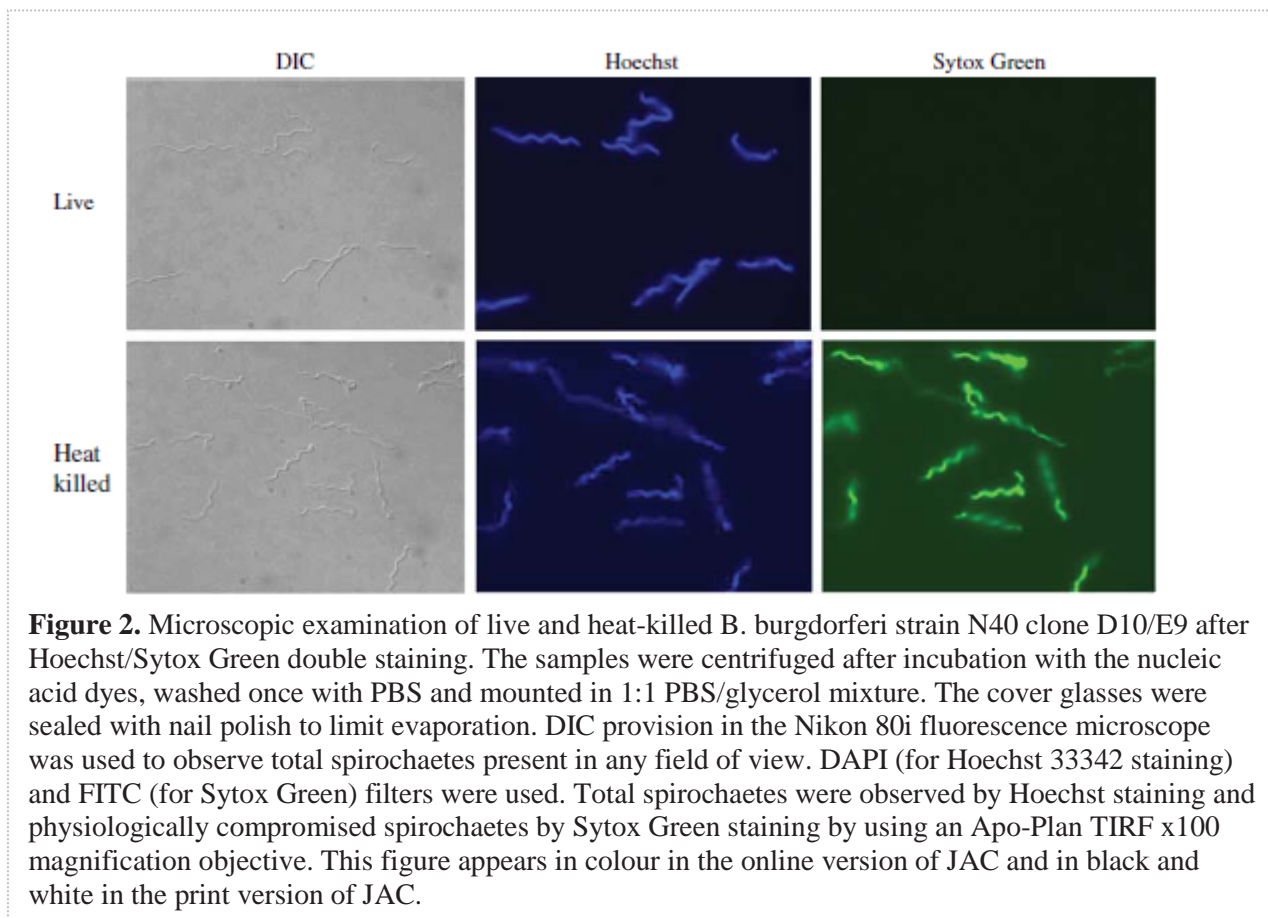 DIC Hoechst Sytox Green
Live
Heat
killed
Figure 2. Microscopic examination of live and heat-killed B. burgdorferi strain N40 clone D10/E9 after
Hoechst/Sytox Green double staining. The samples were centrifuged after incubation with the nucleic
acid dyes, washed once with PBS and mounted in 1:1 PBS/glycerol mixture. The cover glasses were
sealed with nail polish to limit evaporation. DIC provision in the Nikon 80i fluorescence microscope
was used to observe total spirochaetes present in any field of view. DAPI (for Hoechst 33342 staining)
and FITC (for Sytox Green) filters were used. Total spirochaetes were observed by Hoechst staining and
physiologically compromised spirochaetes by Sytox Green staining by using an Apo-Plan TIRF x100
magnification objective. This figure appears in colour in the online version of JAC and in black and
white in the print version of JAC.